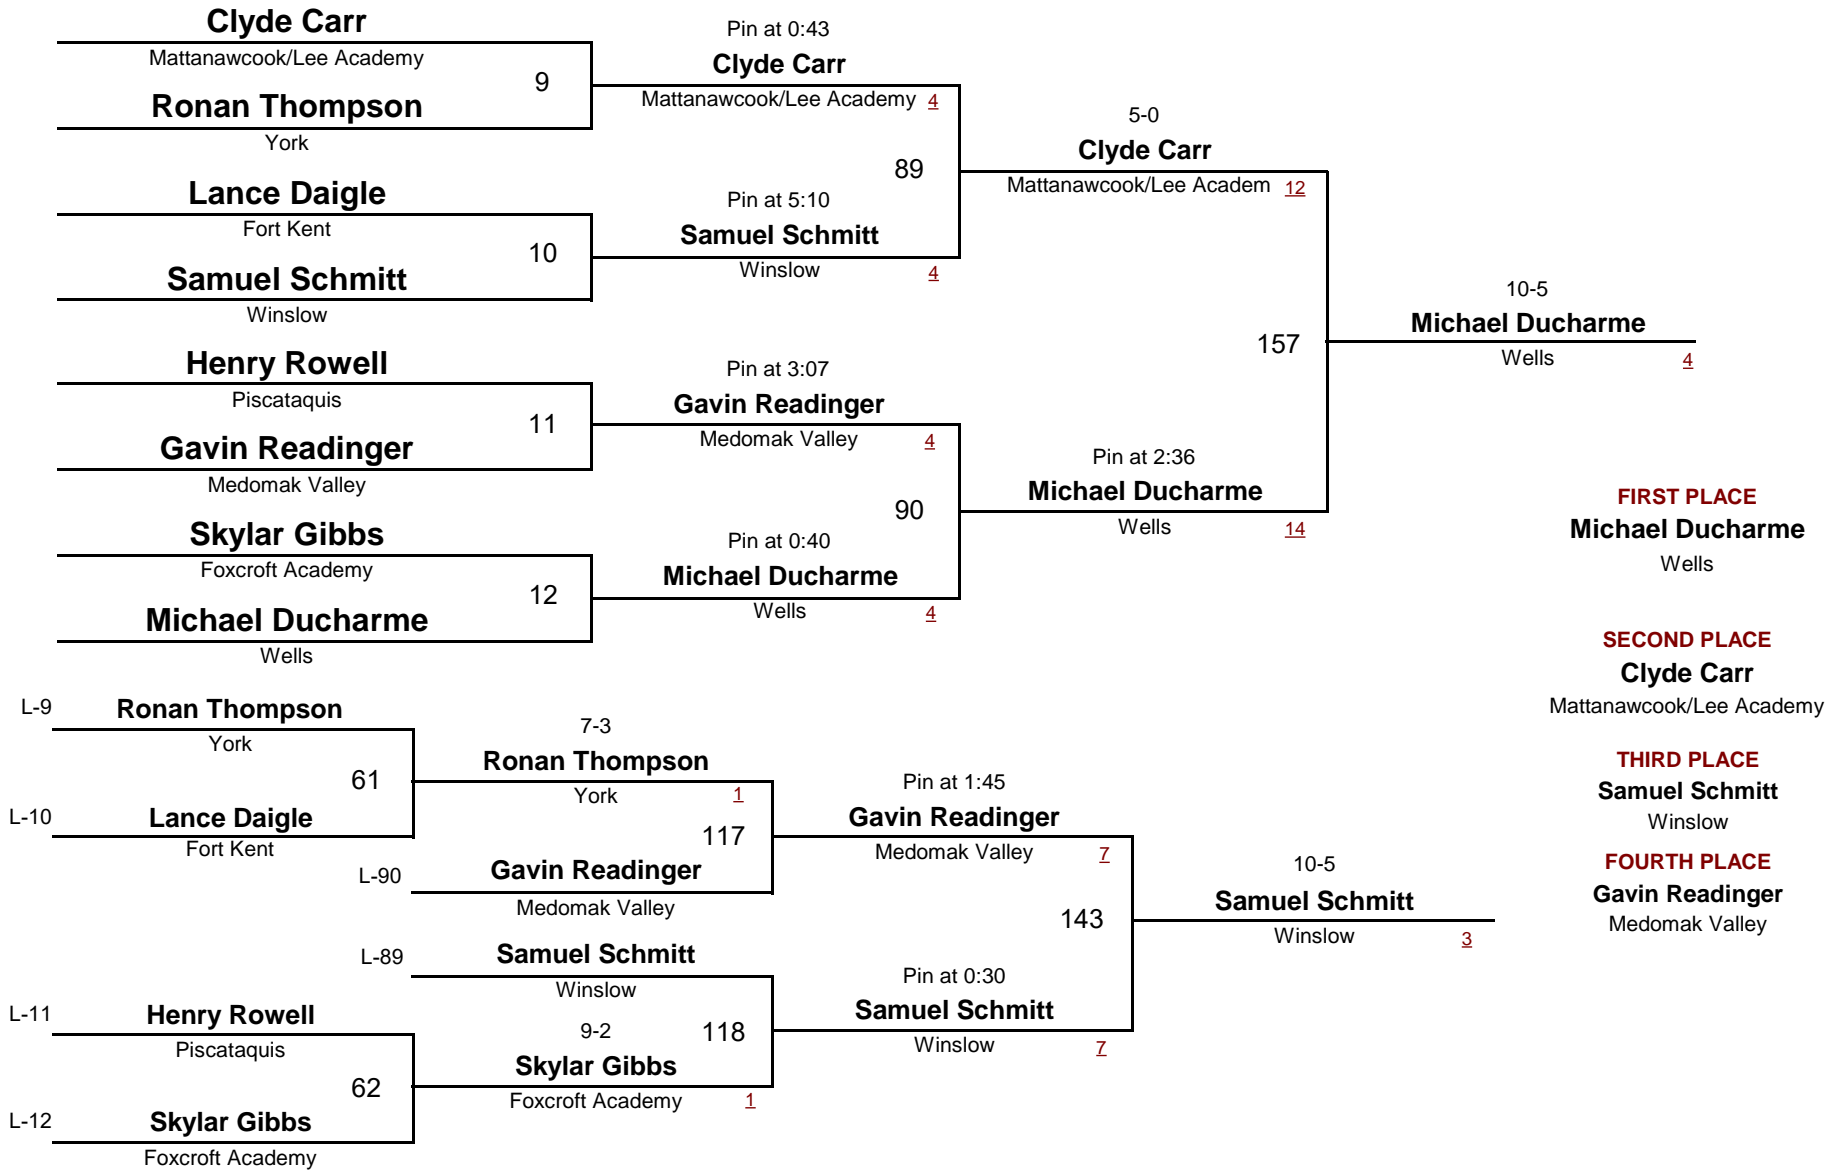 Clyde Carr
Mattanawcook/Lee Academy
9
Ronan Thompson
York
Lance Daigle
Fort Kent
10
Samuel Schmitt
Winslow
Henry Rowell
Piscataquis
11
Gavin Readinger
Medomak Valley
Skylar Gibbs
Foxcroft Academy
12
Michael Ducharme
Wells
Pin at 0:43
Clyde Carr
Mattanawcook/Lee Academy 4
89
Pin at 5:10
Samuel Schmitt
Winslow 4
Pin at 3:07
Gavin Readinger
Medomak Valley 4
90
Pin at 0:40
Michael Ducharme
Wells 4
5-0
Clyde Carr
Mattanawcook/Lee Academ 12
157
Pin at 2:36
Michael Ducharme
Wells 14
10-5
Michael Ducharme
Wells 4
FIRST PLACE
Michael Ducharme
Wells
SECOND PLACE
Clyde Carr
Mattanawcook/Lee Academy
THIRD PLACE
Samuel Schmitt
Winslow
FOURTH PLACE
Gavin Readinger
Medomak Valley
L-9 Ronan Thompson
York
61
L-10 Lance Daigle
Fort Kent
7-3
Ronan Thompson
York 1
117
L-90 Gavin Readinger
Medomak Valley
L-89 Samuel Schmitt
Winslow
118
9-2
Skylar Gibbs
Foxcroft Academy 1
L-11 Henry Rowell
Piscataquis
62
L-12 Skylar Gibbs
Foxcroft Academy
Pin at 1:45
Gavin Readinger
Medomak Valley 7
143
Pin at 0:30
Samuel Schmitt
Winslow 7
10-5
Samuel Schmitt
Winslow 3